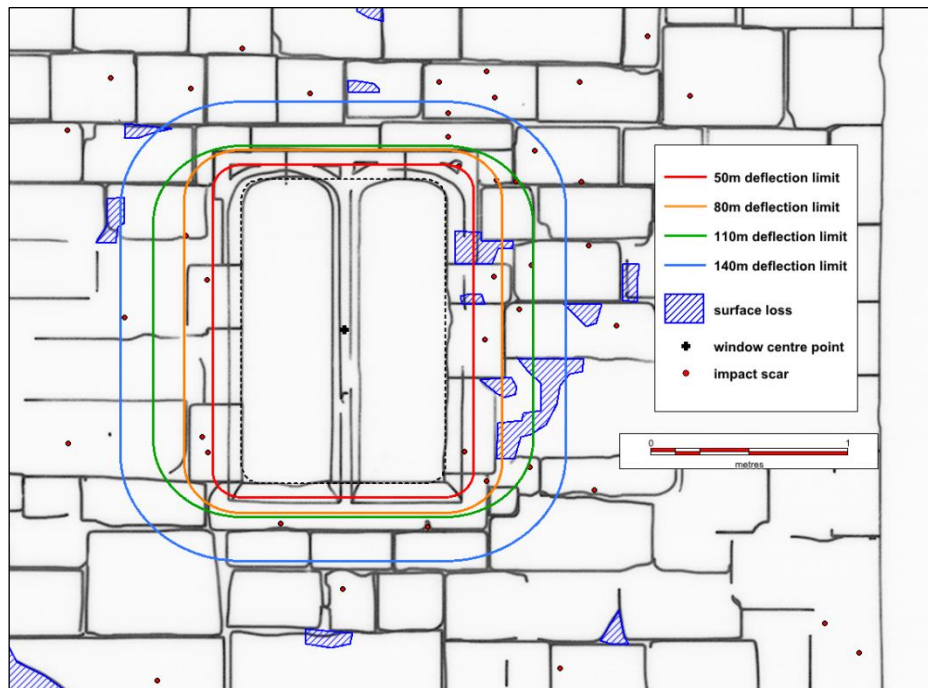 50m deflection limit
80m deflection limit
110m deflection limit
140m deflection limit
surface loss
window centre point
impact scar
0 1
metres